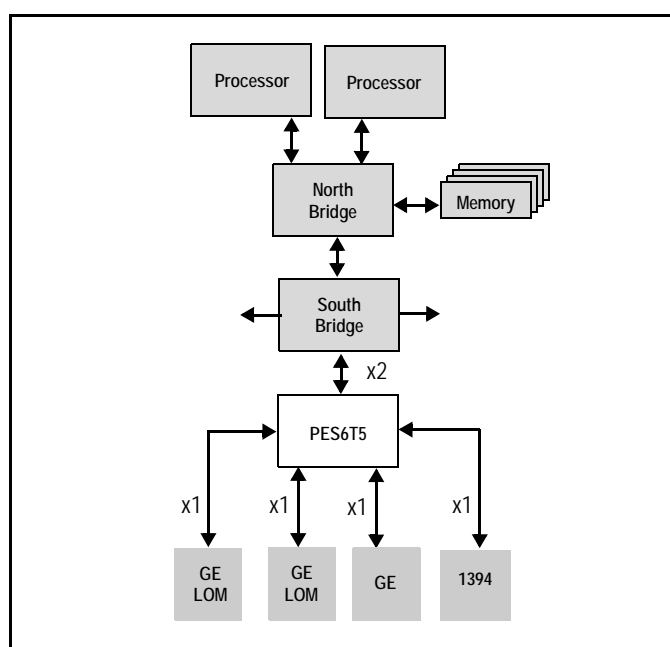 Processor
Processor
North
Bridge
Memory
South
Bridge
x2
PES6T5
x1
x1
x1
x1
GE
LOM
GE
LOM
GE
1394